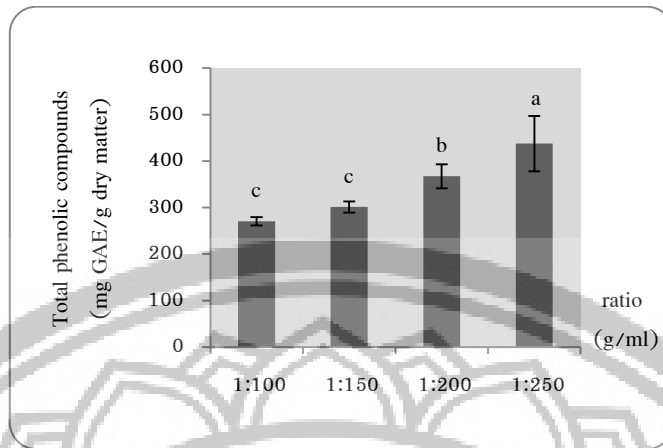 Total phenolic compounds
(mg GAE/g dry matter)
600
500
400
300
200
100
0
c
c
b
a
1:100
1:150
1:200
1:250
ratio
(g/ml)